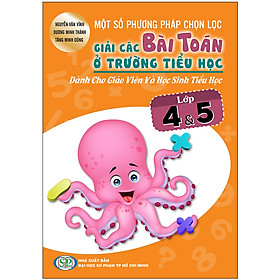 NGUYỄN VĂN VĨNH
DƯƠNG MINH THÀNH
TĂNG MINH DŨNG
MỘT SỐ PHƯƠNG PHÁP CHỌN LỌC
GIẢI CÁC BÀI TOÁN
Ở TRƯỜNG TIỂU HỌC
Dành Cho Giáo Viên Và Học Sinh Tiểu Học
Lớp
4 & 5
NHÀ XUẤT BẢN
ĐẠI HỌC SƯ PHẠM TP HỒ CHÍ MINH